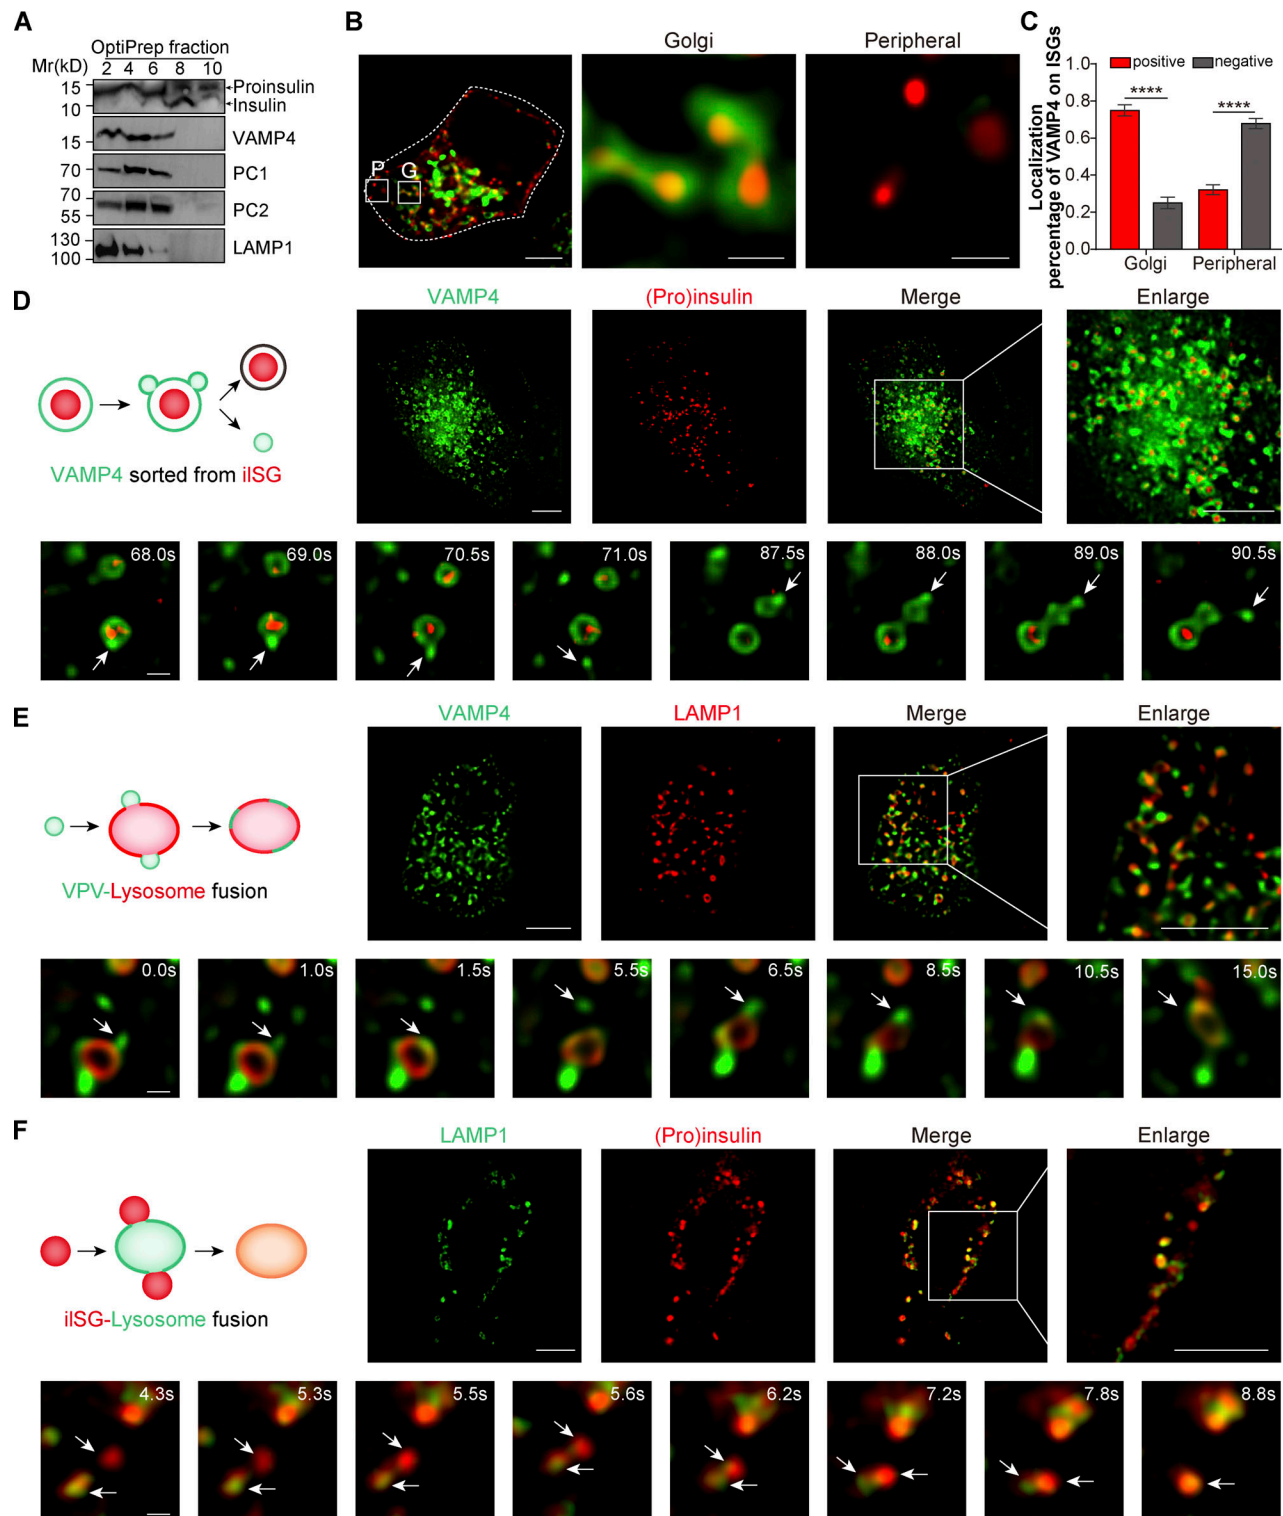 A
OptiPrep fraction
Mr(kD) 2 4 6 8 10
15 Proinsulin
10 Insulin
15 VAMP4
70 PC1
70
55 PC2
130
100 LAMP1
B
Golgi Peripheral
P G
C
Localization
percentage of VAMP4 on ISGs
positive negative
1.0
0.8
0.6
0.4
0.2
0.0
**** ****
Golgi Peripheral
D
VAMP4 (Pro)insulin Merge Enlarge
VAMP4 sorted from iISG
68.0s 69.0s 70.5s 71.0s 87.5s 88.0s 89.0s 90.5s
E
VAMP4 LAMP1 Merge Enlarge
VPV-Lysosome fusion
0.0s 1.0s 1.5s 5.5s 6.5s 8.5s 10.5s 15.0s
F
LAMP1 (Pro)insulin Merge Enlarge
iISG-Lysosome fusion
4.3s 5.3s 5.5s 5.6s 6.2s 7.2s 7.8s 8.8s